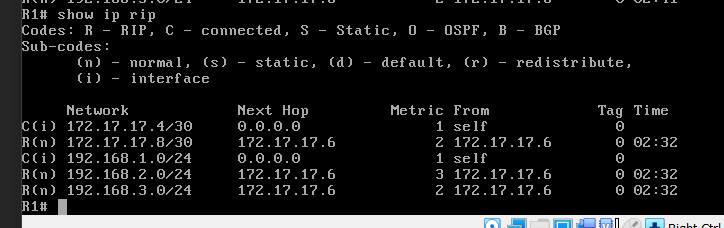 R1# show ip rip
Codes: R - RIP, C - connected, S - Static, O - OSPF, B - BGP
Sub-codes:
      (n) - normal, (s) - static, (d) - default, (r) - redistribute,
      (i) - interface

     Network            Next Hop         Metric From            Tag Time
C(i) 172.17.17.4/30     0.0.0.0               1 self              0
R(n) 172.17.17.8/30     172.17.17.6           2 172.17.17.6       0 02:32
C(i) 192.168.1.0/24     0.0.0.0               1 self              0
R(n) 192.168.2.0/24     172.17.17.6           3 172.17.17.6       0 02:32
R(n) 192.168.3.0/24     172.17.17.6           2 172.17.17.6       0 02:32
R1#
Right Ctrl